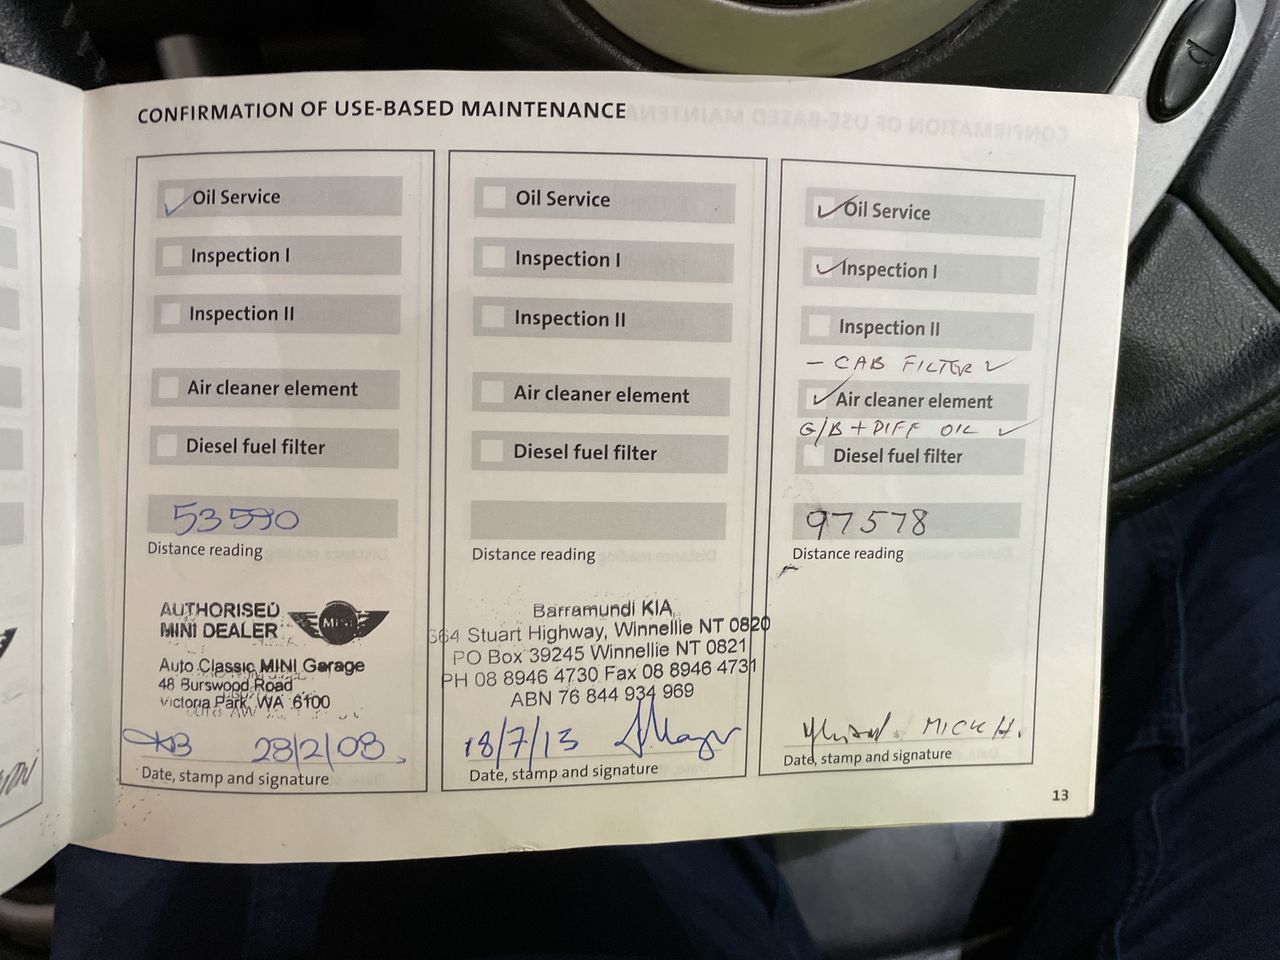 CONFIRMATION OF USE-BASED MAINTENANCE
Oil Service
Inspection I
Inspection II
Air cleaner element
Diesel fuel filter
53590
Distance reading
AUTHORISED
MINI DEALER
MINI
Auto Classic MINI Garage
48 Burswood Road
Victoria Park, WA 6100
28/2/08.
Date, stamp and signature
Oil Service
Inspection I
Inspection II
Air cleaner element
Diesel fuel filter
Distance reading
Barramundi KIA
364 Stuart Highway, Winnellie NT 0820
PO Box 39245 Winnellie NT 0821
PH 08 8946 4730 Fax 08 8946 4731
ABN 76 844 934 969
18/7/13
Date, stamp and signature
Oil Service
Inspection I
Inspection II
- CAB FILTER ✓
Air cleaner element
G/B + DIFF OIL ✓
Diesel fuel filter
97578
Distance reading
MICK H.
Date, stamp and signature
13